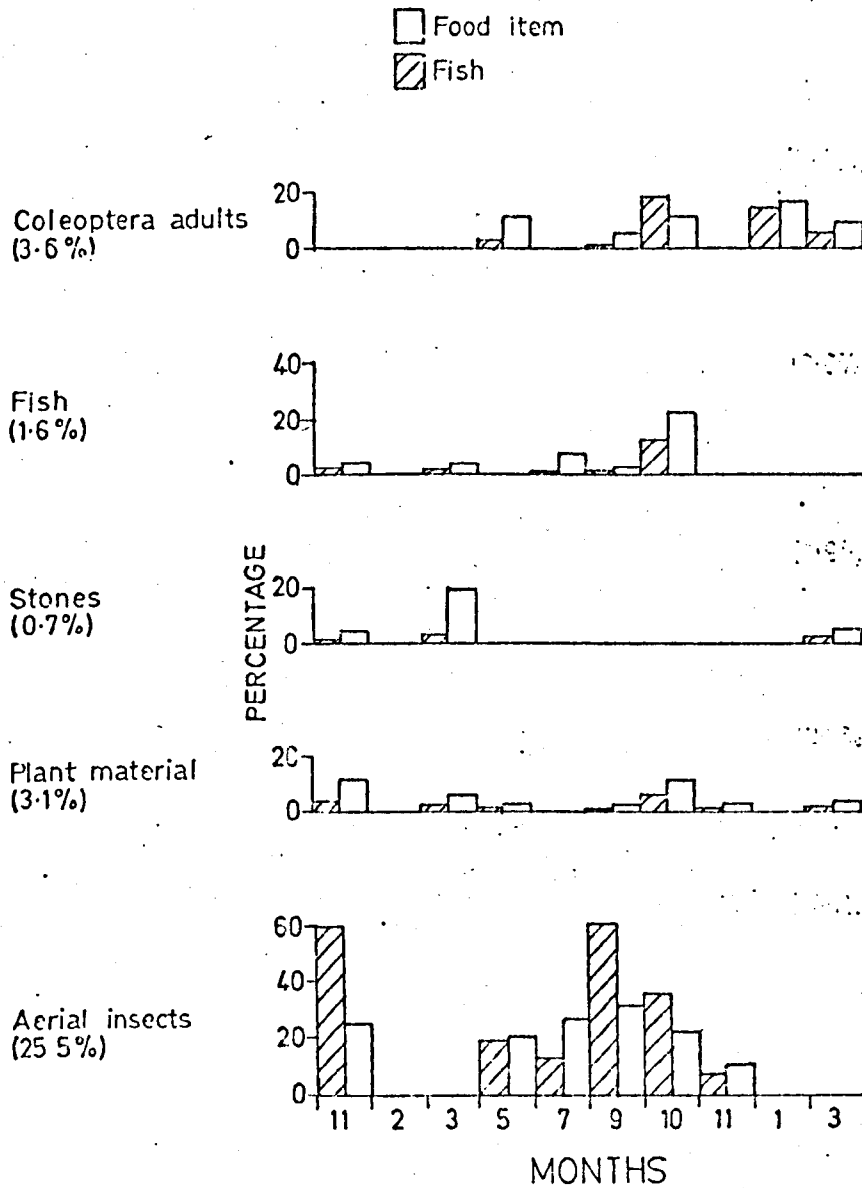 Food item
Fish
Coleoptera adults
(3·6%)
20
0
Fish
(1·6%)
40
20
0
Stones
(0·7%)
20
0
PERCENTAGE
Plant material
(3·1%)
20
0
Aerial insects
(25 5%)
60
40
20
0
11 2 3 5 7 9 10 11 1 3
MONTHS